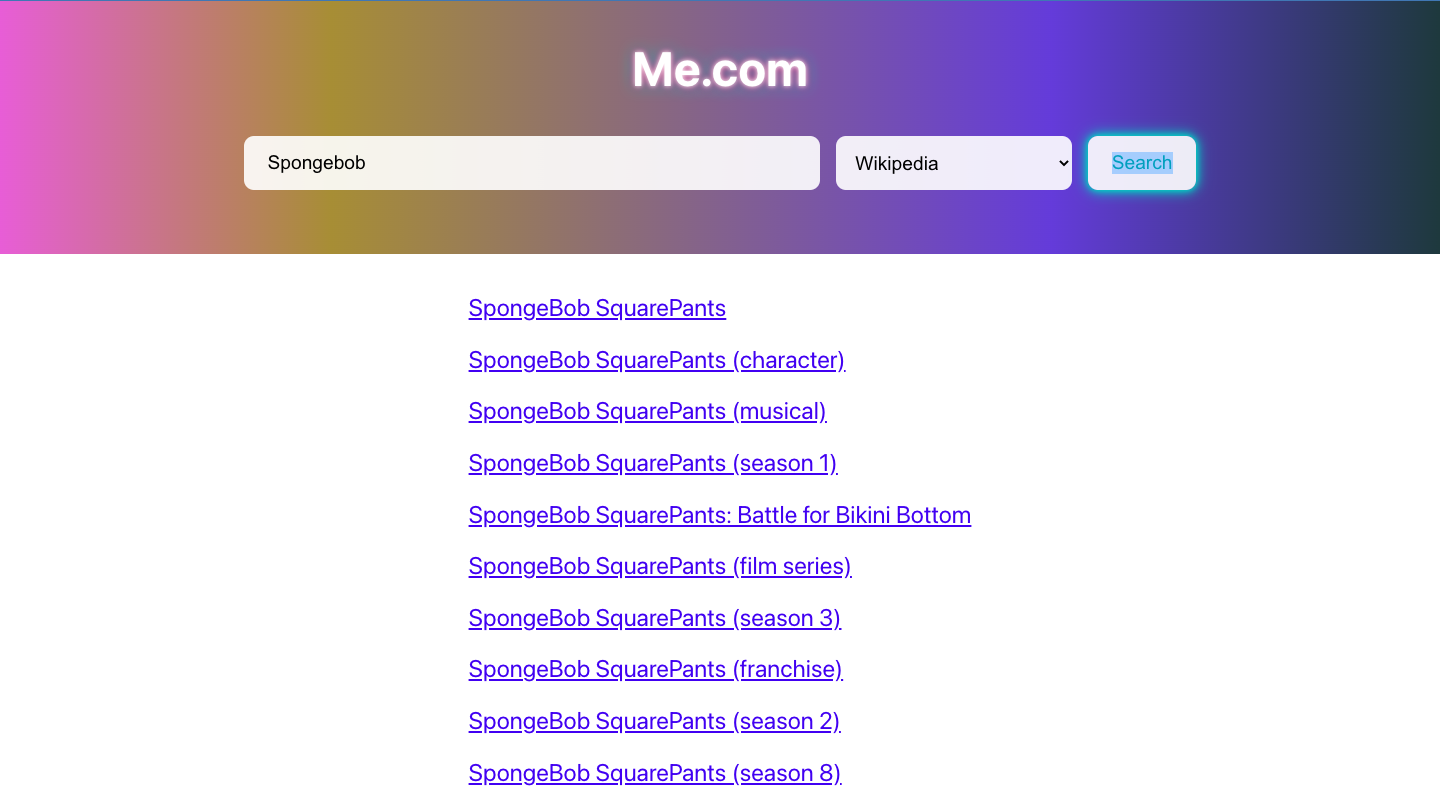 Me.com
Spongebob Wikipedia Search
SpongeBob SquarePants
SpongeBob SquarePants (character)
SpongeBob SquarePants (musical)
SpongeBob SquarePants (season 1)
SpongeBob SquarePants: Battle for Bikini Bottom
SpongeBob SquarePants (film series)
SpongeBob SquarePants (season 3)
SpongeBob SquarePants (franchise)
SpongeBob SquarePants (season 2)
SpongeBob SquarePants (season 8)